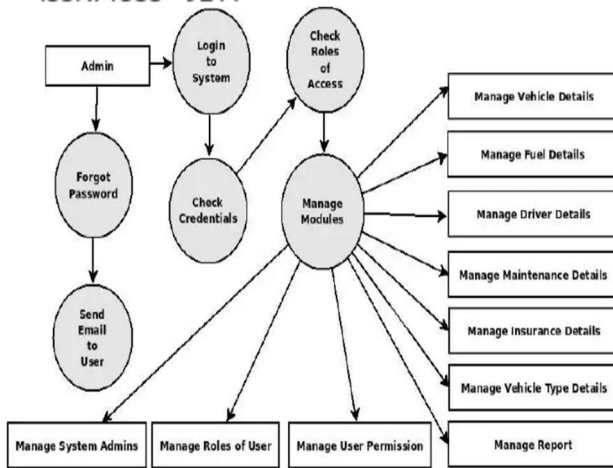 Login
to
System
Check
Roles
of
Access
Admin
Manage Vehicle Details
Manage Fuel Details
Forgot
Password
Check
Credentials
Manage
Modules
Manage Driver Details
Manage Maintenance Details
Send
Email
to
User
Manage Insurance Details
Manage Vehicle Type Details
Manage System Admins
Manage Roles of User
Manage User Permission
Manage Report